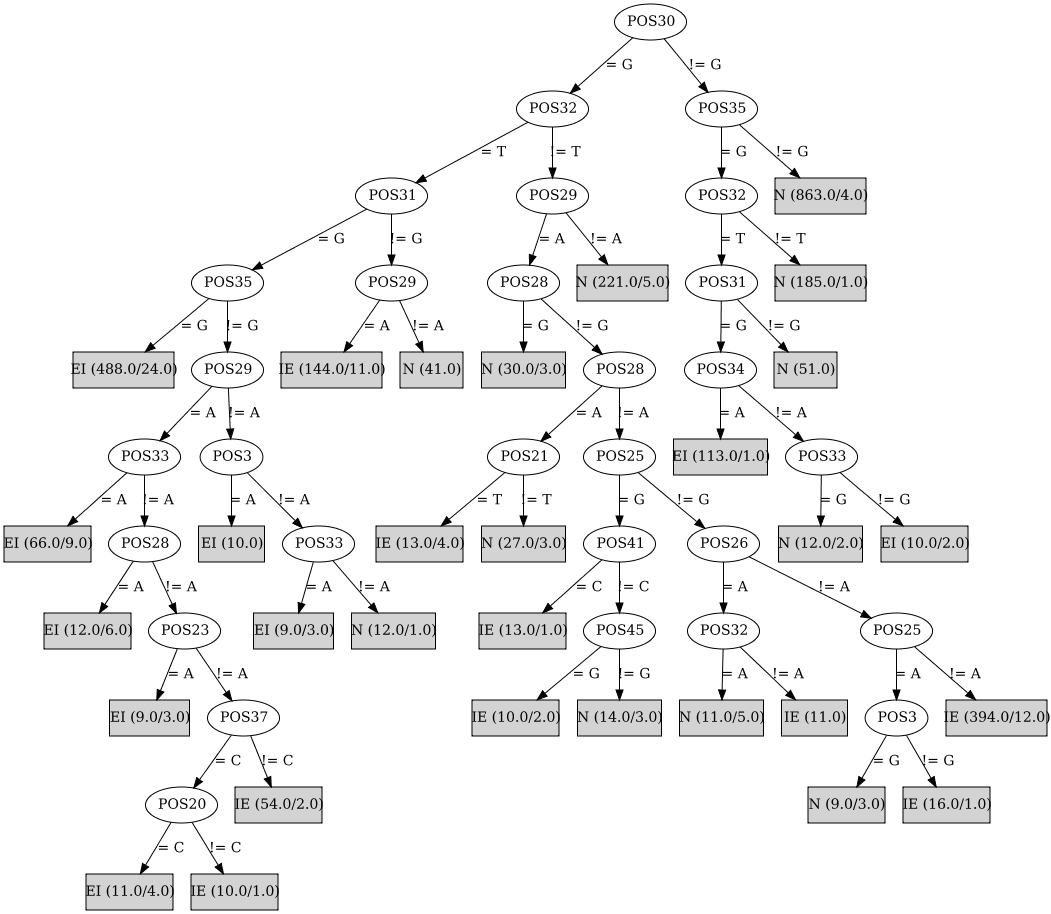 POS30
= G != G
POS32 POS35
= T != T = G != G
POS31 POS29 POS32 N (863.0/4.0)
= G != G = A != A = T != T
POS35 POS29 POS28 N (221.0/5.0) POS31 N (185.0/1.0)
= G != G = A != A = G != G = G != G
EI (488.0/24.0) POS29 IE (144.0/11.0) N (41.0) N (30.0/3.0) POS28 POS34 N (51.0)
= A != A = A != A = A != A
POS33 POS3 POS21 POS25 EI (113.0/1.0) POS33
= A != A = A != A = T != T = G != G = G != G
EI (66.0/9.0) POS28 EI (10.0) POS33 IE (13.0/4.0) N (27.0/3.0) POS41 POS26 N (12.0/2.0) EI (10.0/2.0)
= A != A = A != A = C != C = A != A
EI (12.0/6.0) POS23 EI (9.0/3.0) N (12.0/1.0) IE (13.0/1.0) POS45 POS32 POS25
= A != A = G != G = A != A = A != A
EI (9.0/3.0) POS37 IE (10.0/2.0) N (14.0/3.0) N (11.0/5.0) IE (11.0) POS3 IE (394.0/12.0)
= C != C = G != G
POS20 IE (54.0/2.0) N (9.0/3.0) IE (16.0/1.0)
= C != C
EI (11.0/4.0) IE (10.0/1.0)